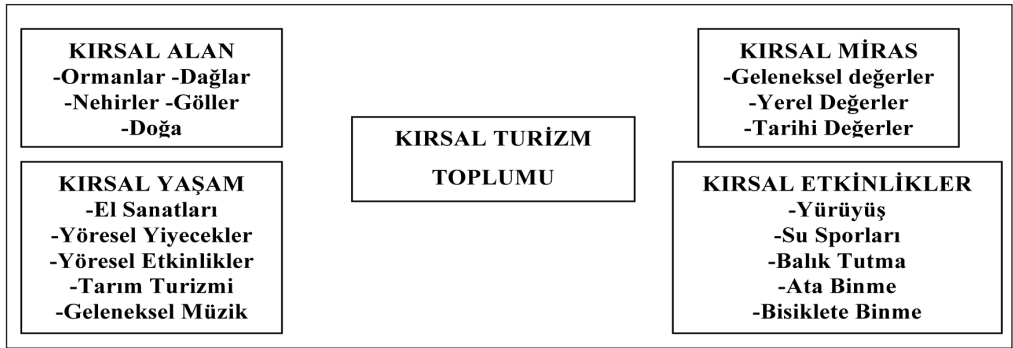 KIRSAL ALAN
-Ormanlar -Dağlar
-Nehirler -Göller
-Doğa
KIRSAL YAŞAM
-El Sanatları
-Yöresel Yiyecekler
-Yöresel Etkinlikler
-Tarım Turizmi
-Geleneksel Müzik
KIRSAL TURİZM
TOPLUMU
KIRSAL MİRAS
-Geleneksel değerler
-Yerel Değerler
-Tarihi Değerler
KIRSAL ETKİNLİKLER
-Yürüyüş
-Su Sporları
-Balık Tutma
-Ata Binme
-Bisiklete Binme